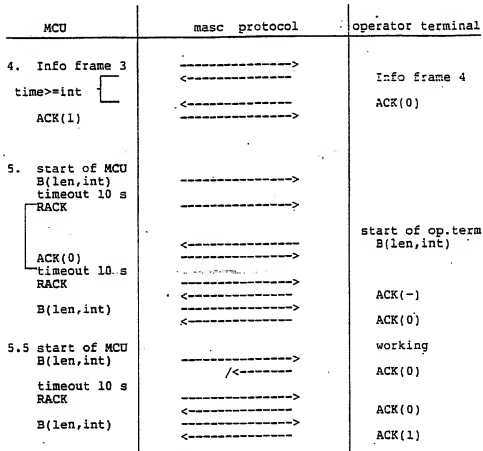 MCU masc protocol operator terminal
4. Info frame 3 ---------------->
<--------------- Info frame 4
time>=int
<--------------- ACK(0)
ACK(1) ---------------->
5. start of MCU
B(len,int) ---------------->
timeout 10 s
RACK ---------------->
start of op.term
<--------------- B(len,int)
ACK(0) ---------------->
timeout 10 s
RACK ---------------->
<--------------- ACK(-)
B(len,int) ---------------->
<--------------- ACK(0)
5.5 start of MCU working
B(len,int) ---------------->
/<-------- ACK(0)
timeout 10 s
RACK ---------------->
<--------------- ACK(0)
B(len,int) ---------------->
<--------------- ACK(1)